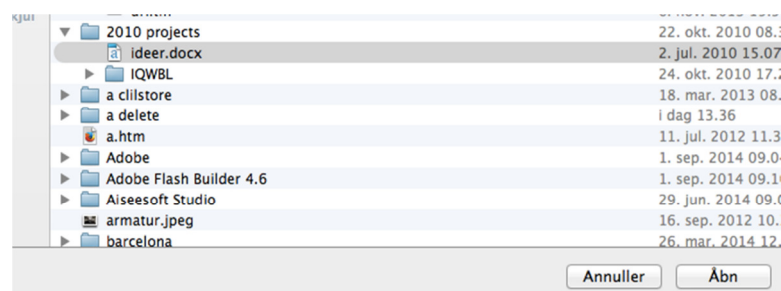 2010 projects 22. okt. 2010 08.
ideer.docx 2. jul. 2010 15.07
IQWBL 24. okt. 2010 17.2
a clilstore 18. mar. 2013 08.
a delete i dag 13.36
a.htm 11. jul. 2012 11.3
Adobe 1. sep. 2014 09.0
Adobe Flash Builder 4.6 1. sep. 2014 09.1
Aiseesoft Studio 29. jun. 2014 09.0
armatur.jpeg 16. sep. 2012 10.
barcelona 26. mar. 2014 12.
Annuller Åbn